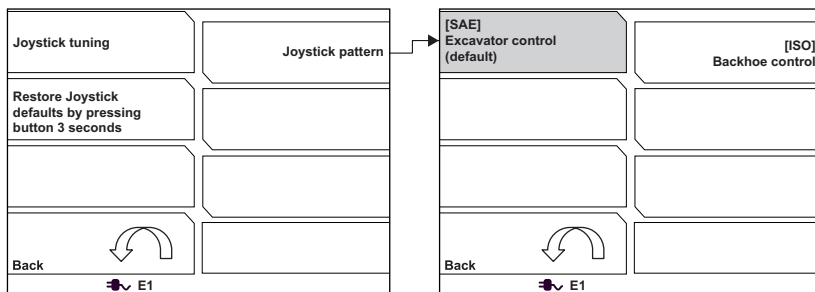 Joystick tuning
Joystick pattern
Restore Joystick
defaults by pressing
button 3 seconds
Back
E1
[SAE]
Excavator control
(default)
[ISO]
Backhoe control
Back
E1